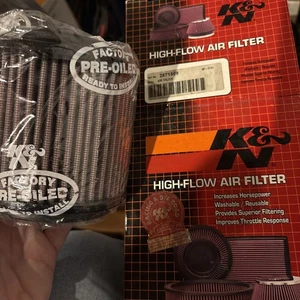 FACTORY
PRE-OILED
READY TO INSTALL
K&N
FACTORY
PRE-OILED
K&N
HIGH-FLOW AIR FILTER
K&N
HIGH-FLOW AIR FILTER
Increases Horsepower
Washable / Reusable
Provides Superior Filtering
Improves Throttle Response